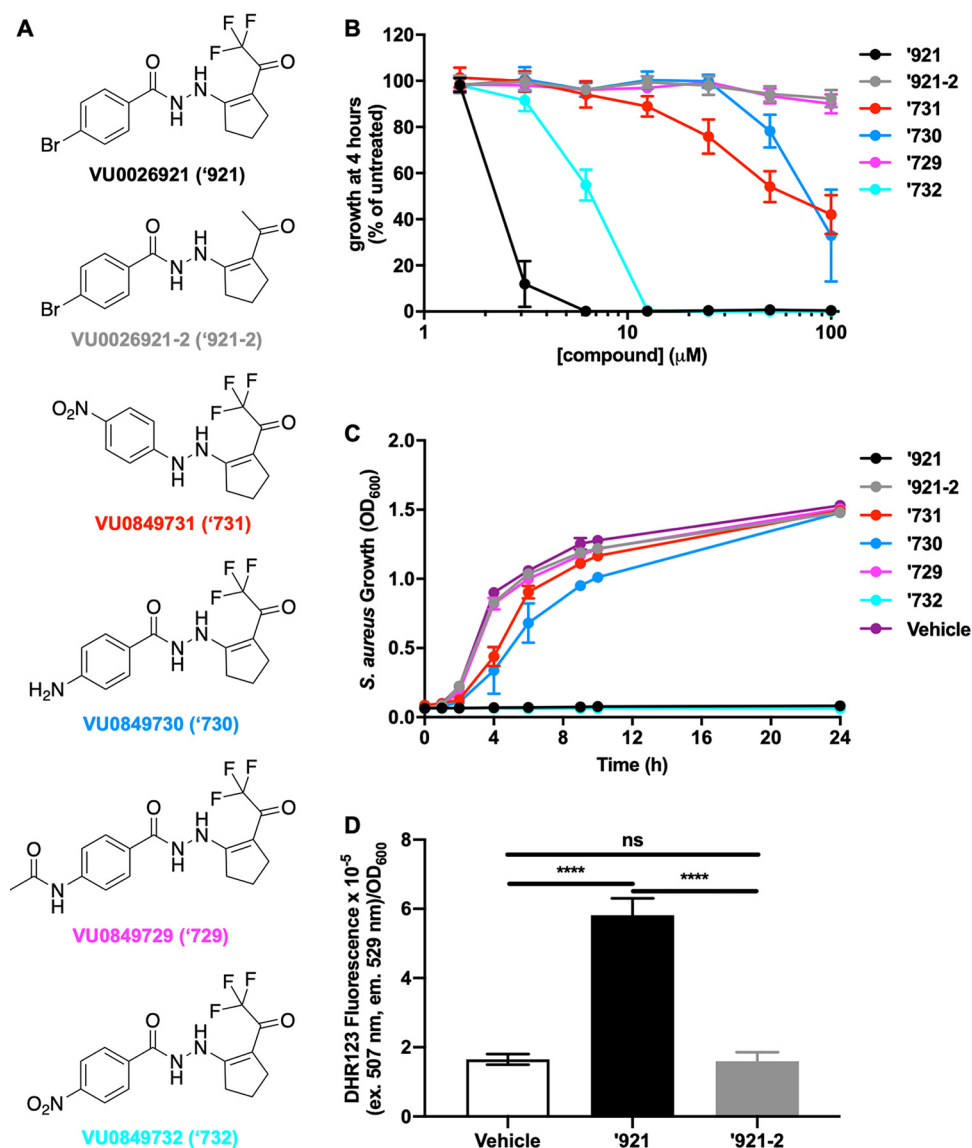 A
F
F
F
O
O
H
N
N
H
Br
VU0026921 ('921)
O
O
H
N
N
H
Br
VU0026921-2 ('921-2)
O2N
F
F
F
O
H
N
N
H
VU0849731 ('731)
F
F
F
O
O
H
N
N
H
H2N
VU0849730 ('730)
F
F
F
O
O
O
H
N
N
H
N
H
VU0849729 ('729)
F
F
F
O
O
H
N
N
H
O2N
VU0849732 ('732)
B
growth at 4 hours
(% of untreated)
120
100
80
60
40
20
0
1
10
100
[compound] (μM)
'921
'921-2
'731
'730
'729
'732
C
S. aureus Growth (OD600)
2.0
1.5
1.0
0.5
0.0
0
4
8
12
16
20
24
Time (h)
'921
'921-2
'731
'730
'729
'732
Vehicle
D
DHR123 Fluorescence x 10-5
(ex. 507 nm, em. 529 nm)/OD600
8
6
4
2
0
ns
****
****
Vehicle
'921
'921-2